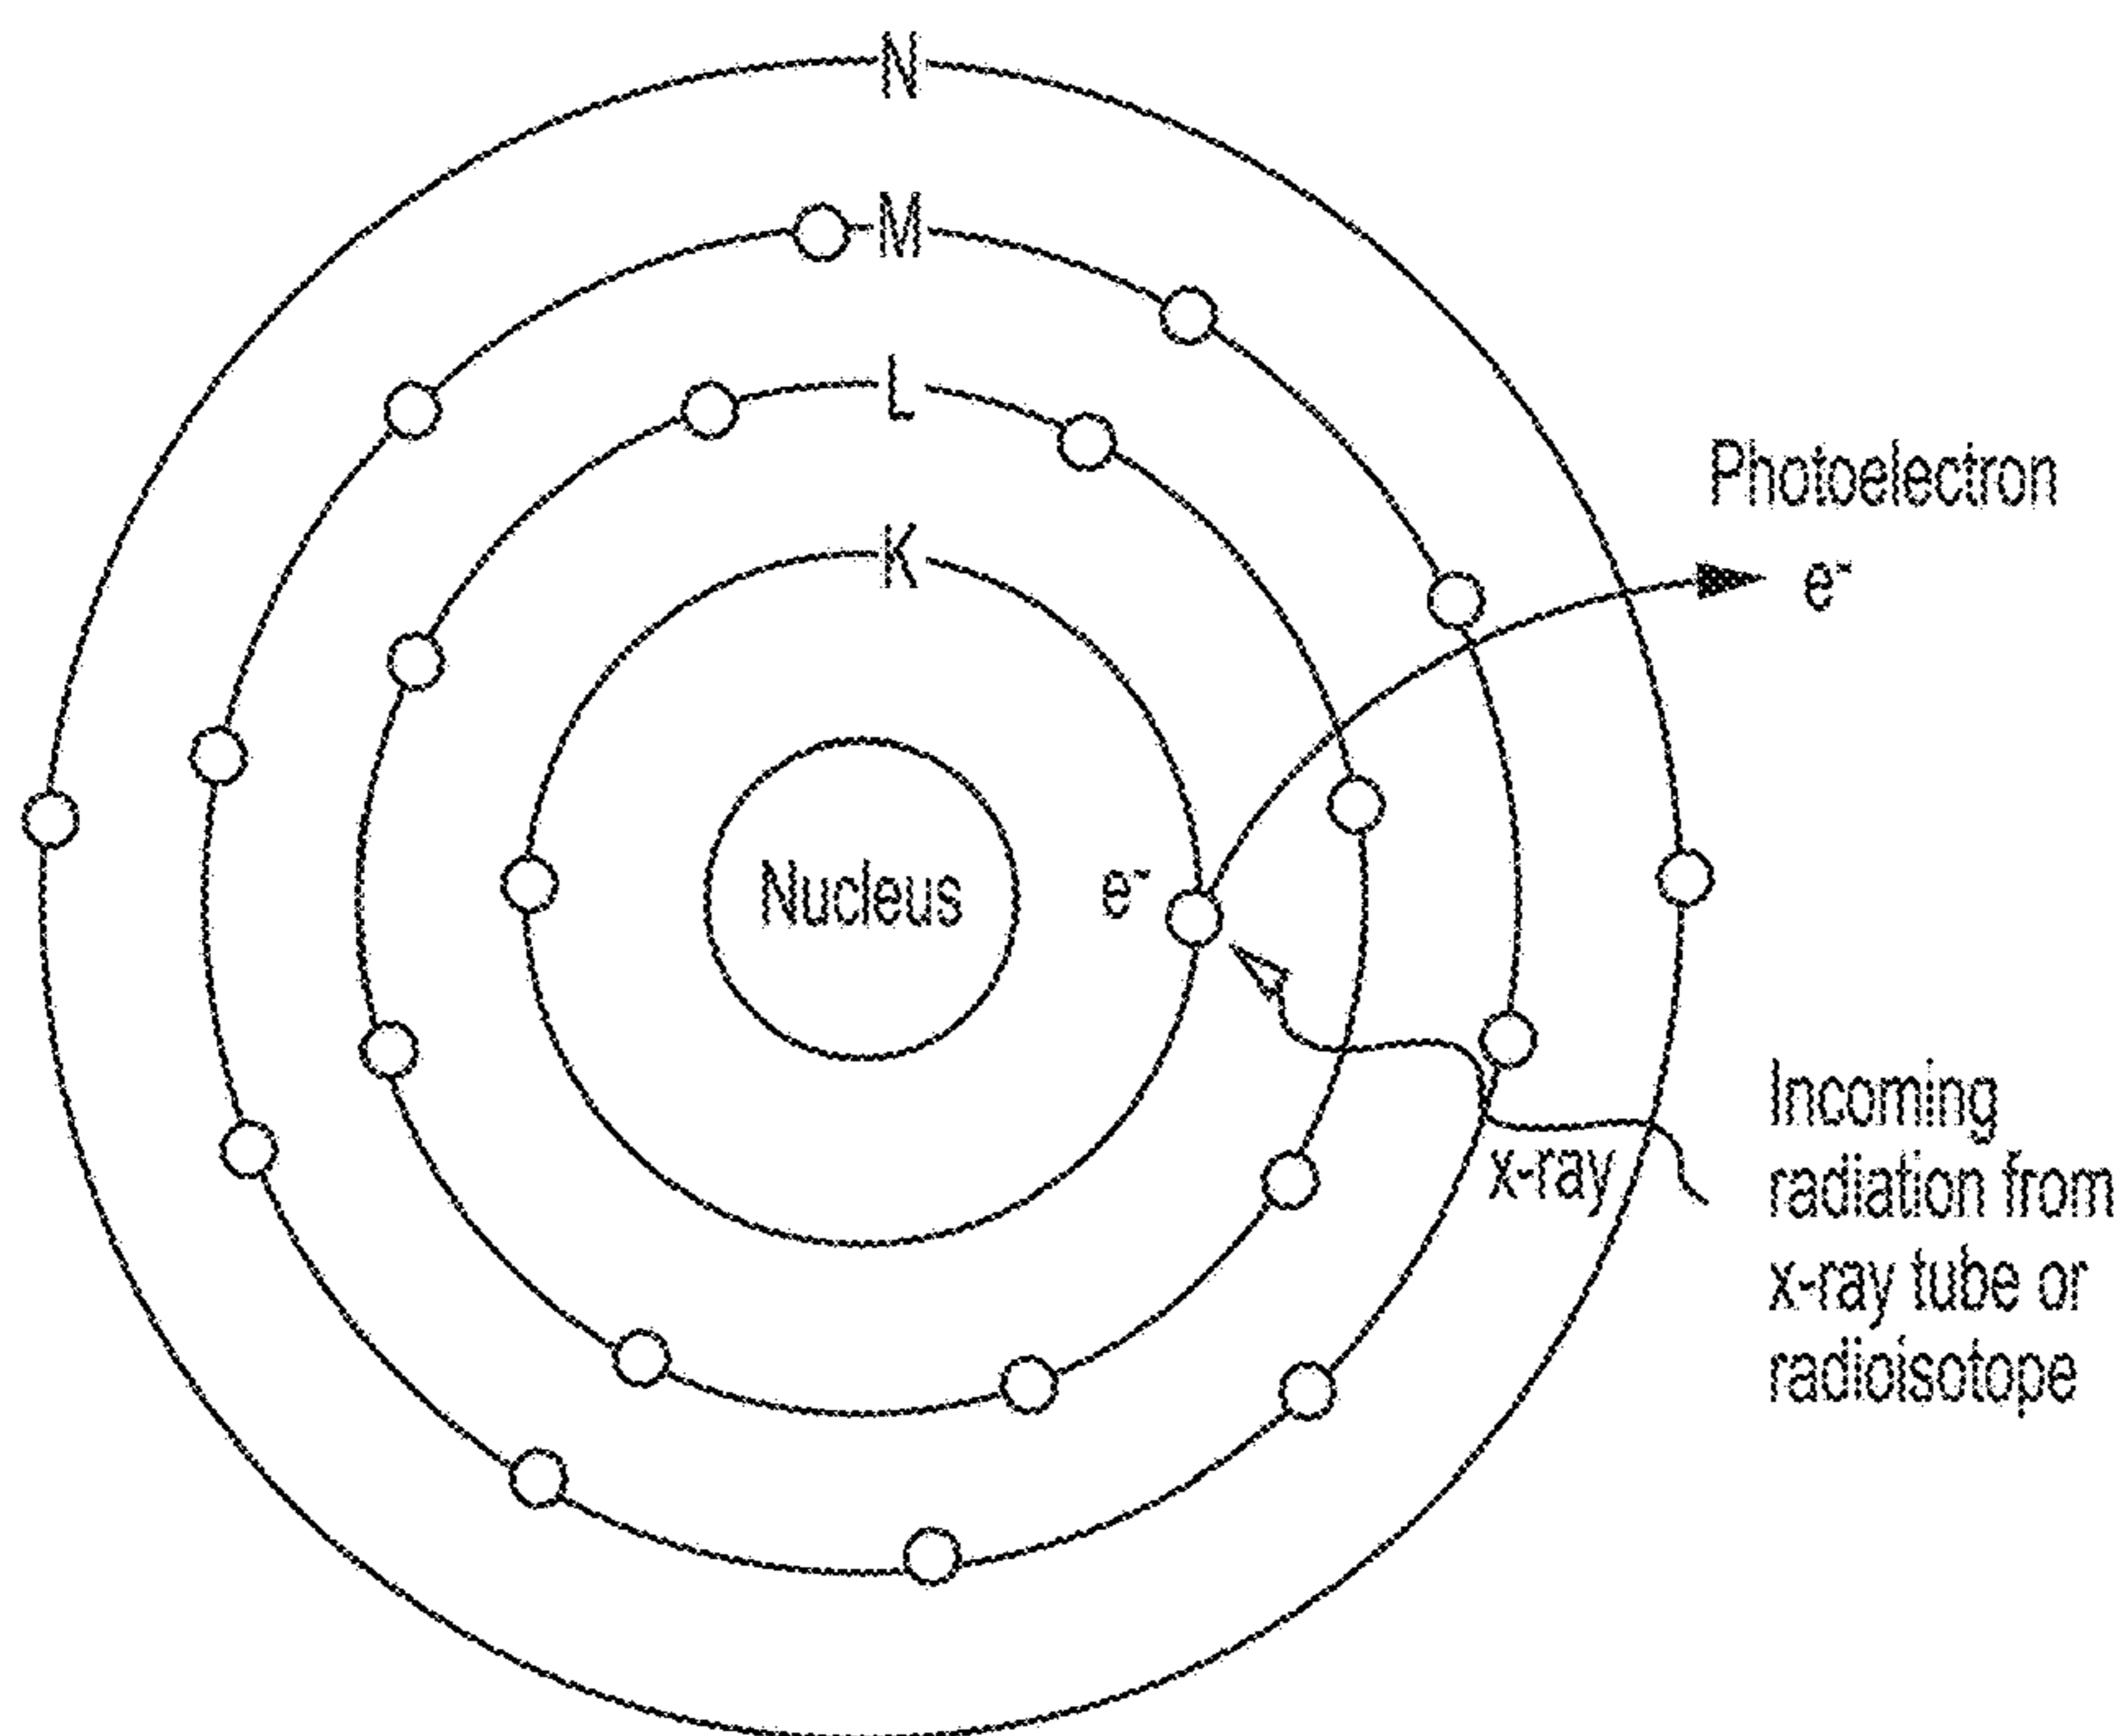 N
M
L
K
Photoelectron
e⁻
Nucleus
e⁻
Incoming
radiation from
x-ray tube or
radioisotope
x-ray